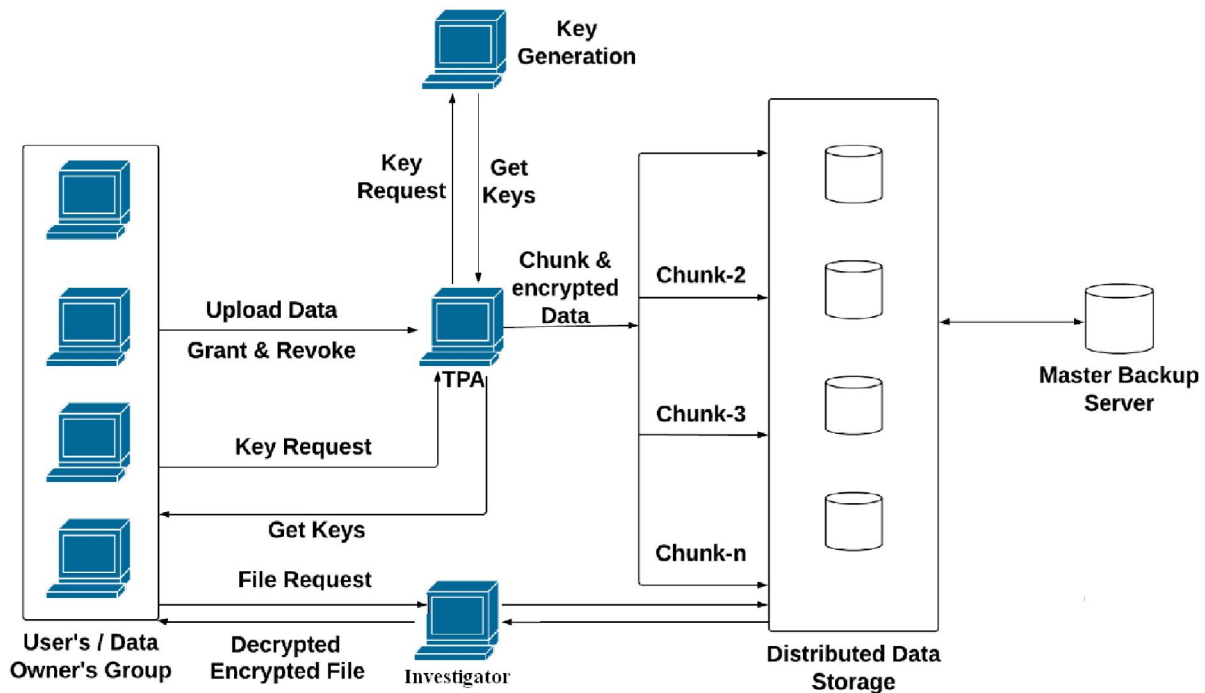 Key
Generation
Key
Request
Get
Keys
Chunk &
encrypted
Data
Chunk-2
Upload Data
Grant & Revoke
TPA
Master Backup
Server
Chunk-3
Key Request
Get Keys
Chunk-n
File Request
User's / Data
Owner's Group
Decrypted
Encrypted File
Investigator
Distributed Data
Storage